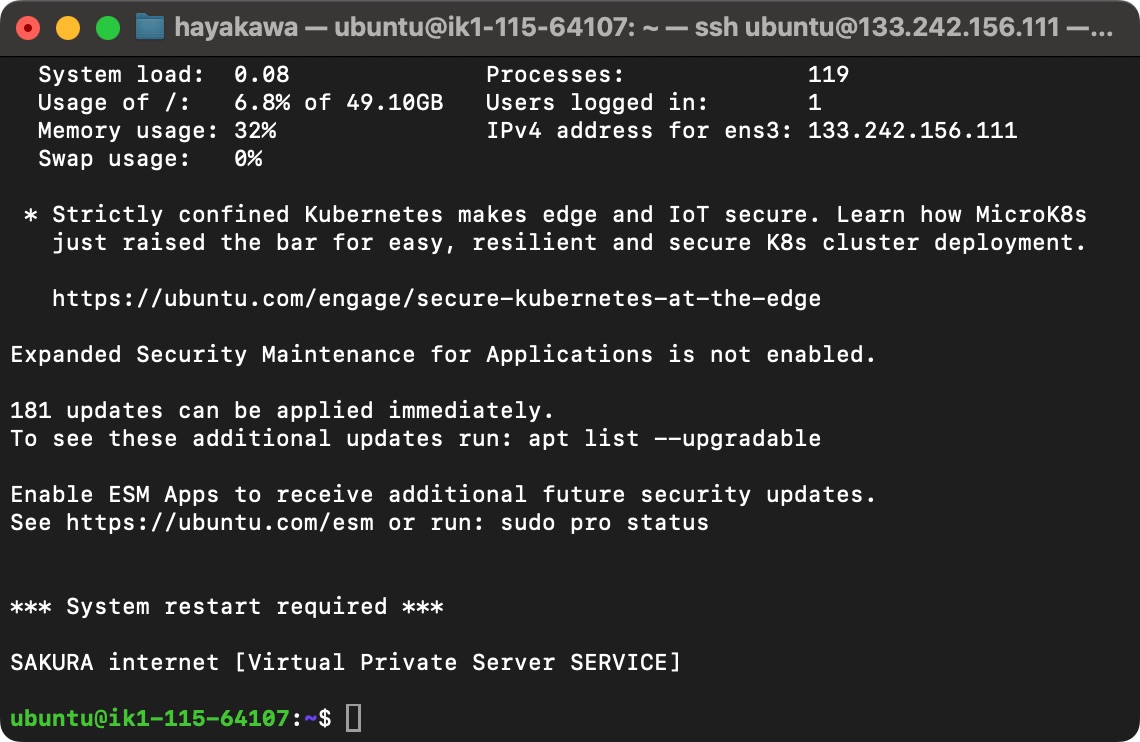 hayakawa — ubuntu@ik1-115-64107: ~ — ssh ubuntu@133.242.156.111 —...
System load: 0.08 Processes: 119
Usage of /: 6.8% of 49.10GB Users logged in: 1
Memory usage: 32% IPv4 address for ens3: 133.242.156.111
Swap usage: 0%
* Strictly confined Kubernetes makes edge and IoT secure. Learn how MicroK8s
just raised the bar for easy, resilient and secure K8s cluster deployment.
https://ubuntu.com/engage/secure-kubernetes-at-the-edge
Expanded Security Maintenance for Applications is not enabled.
181 updates can be applied immediately.
To see these additional updates run: apt list --upgradable
Enable ESM Apps to receive additional future security updates.
See https://ubuntu.com/esm or run: sudo pro status
*** System restart required ***
SAKURA internet [Virtual Private Server SERVICE]
ubuntu@ik1-115-64107:~$